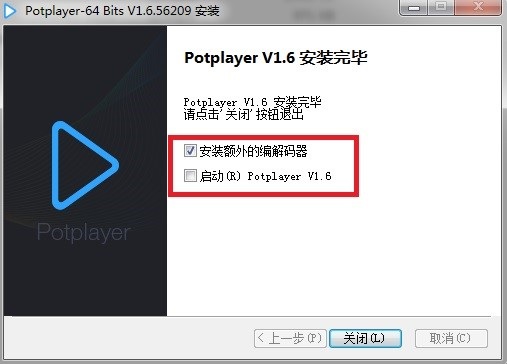 Potplayer-64 Bits V1.6.56209 安装
Potplayer V1.6 安装完毕
Potplayer V1.6 安装完毕
请点击'关闭'按钮退出
安装额外的编解码器
启动(R) Potplayer V1.6
Potplayer
< 上一步(P)
关闭(L)
取消(C)